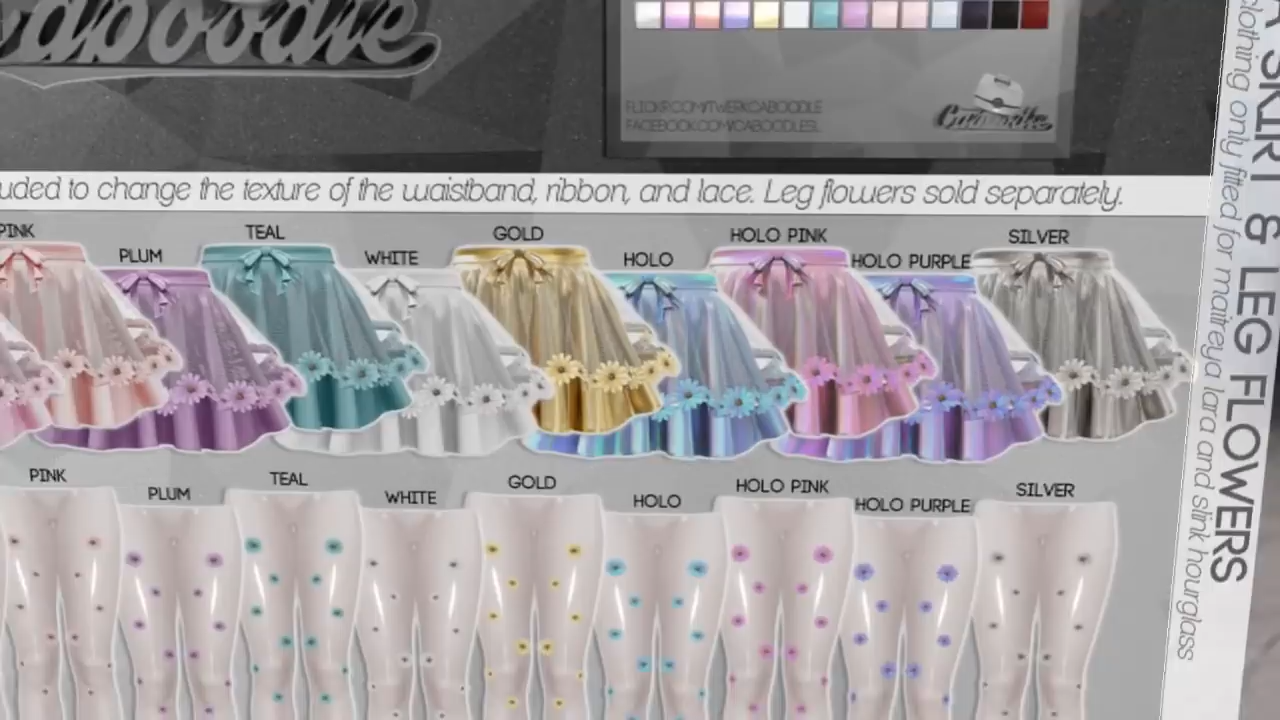 Caboodle
FLICKR.COM/TWERKCABOODLE
FACEBOOK.COM/CABOODLESL
Caboodle
uded to change the texture of the waistband, ribbon, and lace. Leg flowers sold separately.
PINK
PLUM
TEAL
WHITE
GOLD
HOLO
HOLO PINK
HOLO PURPLE
SILVER
PINK
PLUM
TEAL
WHITE
GOLD
HOLO
HOLO PINK
HOLO PURPLE
SILVER
SKIRT & LEG FLOWERS
clothing only fitted for maitreya lara and slink hourglass